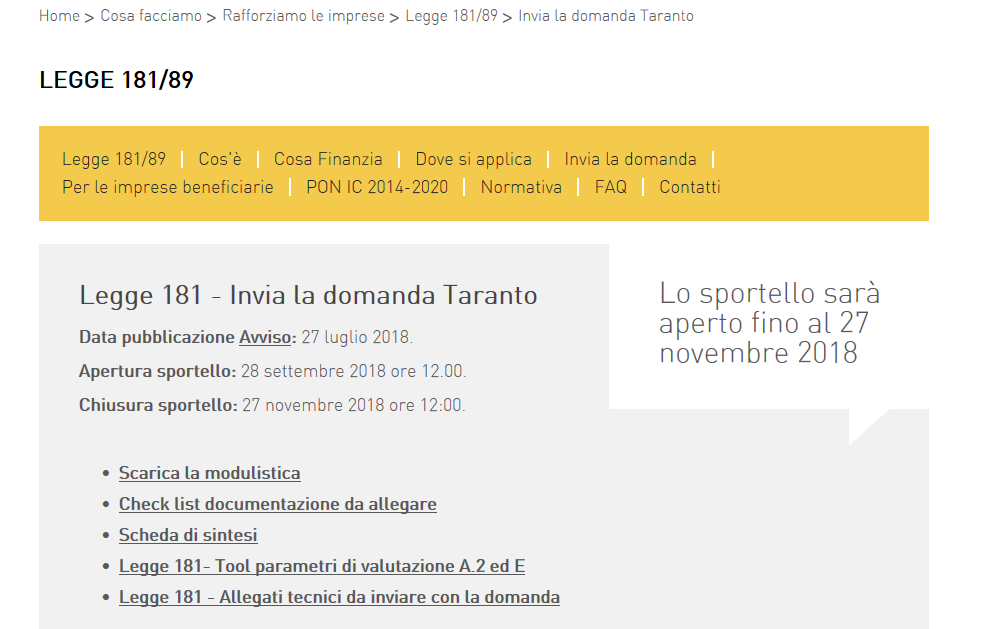 Home > Cosa facciamo > Rafforziamo le imprese > Legge 181/89 > Invia la domanda Taranto
LEGGE 181/89
Legge 181/89 | Cos'è | Cosa Finanzia | Dove si applica | Invia la domanda |
Per le imprese beneficiarie | PON IC 2014-2020 | Normativa | FAQ | Contatti
Legge 181 - Invia la domanda Taranto
Data pubblicazione Avviso: 27 luglio 2018.
Apertura sportello: 28 settembre 2018 ore 12.00.
Chiusura sportello: 27 novembre 2018 ore 12:00.
Lo sportello sarà
aperto fino al 27
novembre 2018
• Scarica la modulistica
• Check list documentazione da allegare
• Scheda di sintesi
• Legge 181- Tool parametri di valutazione A.2 ed E
• Legge 181 - Allegati tecnici da inviare con la domanda